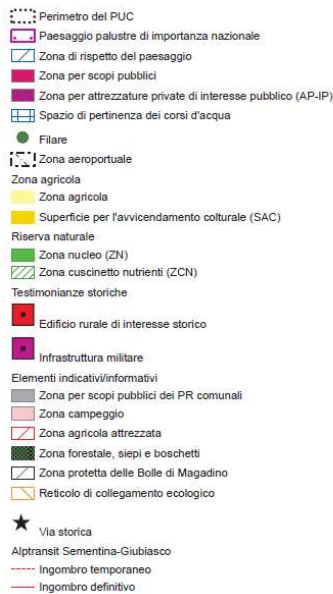 Perimetro del PUC
Paesaggio palustre di importanza nazionale
Zona di rispetto del paesaggio
Zona per scopi pubblici
Zona per attrezzature private di interesse pubblico (AP-IP)
Spazio di pertinenza dei corsi d'acqua
Filare
Zona aeroportuale
Zona agricola
Zona agricola
Superficie per l'avvicendamento colturale (SAC)
Riserva naturale
Zona nucleo (ZN)
Zona cuscinetto nutrienti (ZCN)
Testimonianze storiche
Edificio rurale di interesse storico
Infrastruttura militare
Elementi indicativi/informativi
Zona per scopi pubblici dei PR comunali
Zona campeggio
Zona agricola attrezzata
Zona forestale, siepi e boschetti
Zona protetta delle Bolle di Magadino
Reticolo di collegamento ecologico
Via storica
Alptransit Sementina-Giubiasco
Ingombro temporaneo
Ingombro definitivo